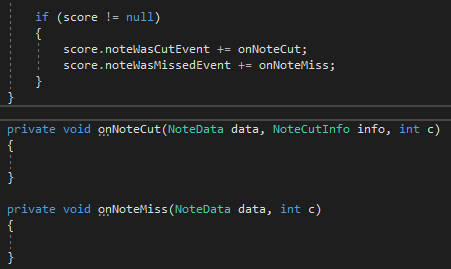 if (score != null)
{
score.noteWasCutEvent += onNoteCut;
score.noteWasMissedEvent += onNoteMiss;
}
}
private void onNoteCut(NoteData data, NoteCutInfo info, int c)
{
}
private void onNoteMiss(NoteData data, int c)
{
}